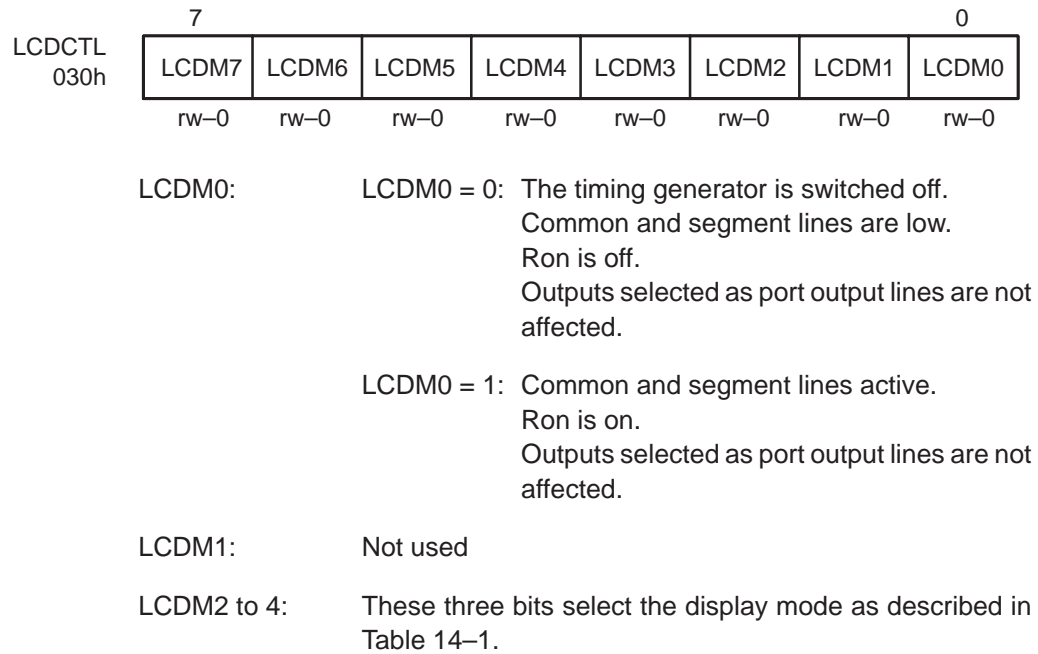 7 0
LCDCTL
030h
LCDM7 LCDM6 LCDM5 LCDM4 LCDM3 LCDM2 LCDM1 LCDM0
rw–0 rw–0 rw–0 rw–0 rw–0 rw–0 rw–0 rw–0
LCDM0: LCDM0 = 0: The timing generator is switched off.
Common and segment lines are low.
Ron is off.
Outputs selected as port output lines are not
affected.
LCDM0 = 1: Common and segment lines active.
Ron is on.
Outputs selected as port output lines are not
affected.
LCDM1: Not used
LCDM2 to 4: These three bits select the display mode as described in
Table 14–1.